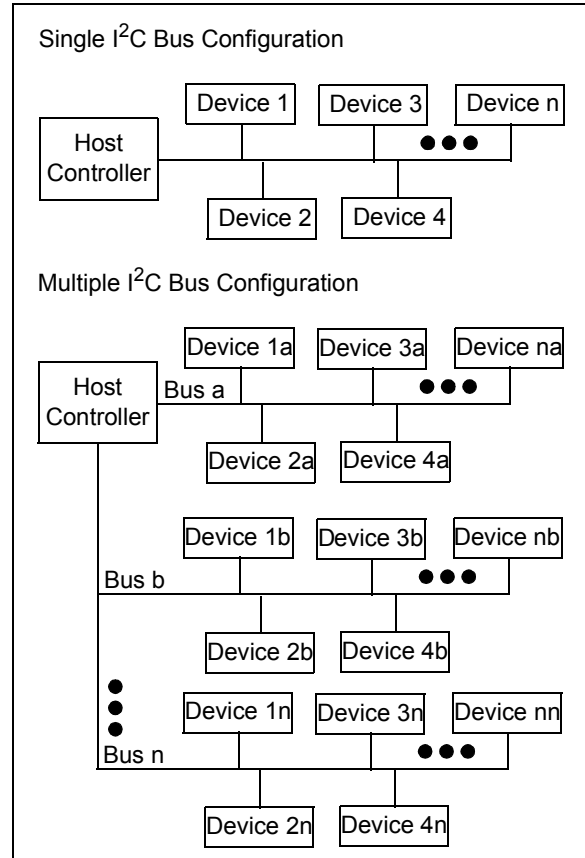 Single I²C Bus Configuration
Device 1
Device 3
Device n
Host
Controller
Device 2
Device 4
Multiple I²C Bus Configuration
Device 1a
Device 3a
Device na
Host
Controller
Bus a
Device 2a
Device 4a
Device 1b
Device 3b
Device nb
Bus b
Device 2b
Device 4b
Device 1n
Device 3n
Device nn
Bus n
Device 2n
Device 4n